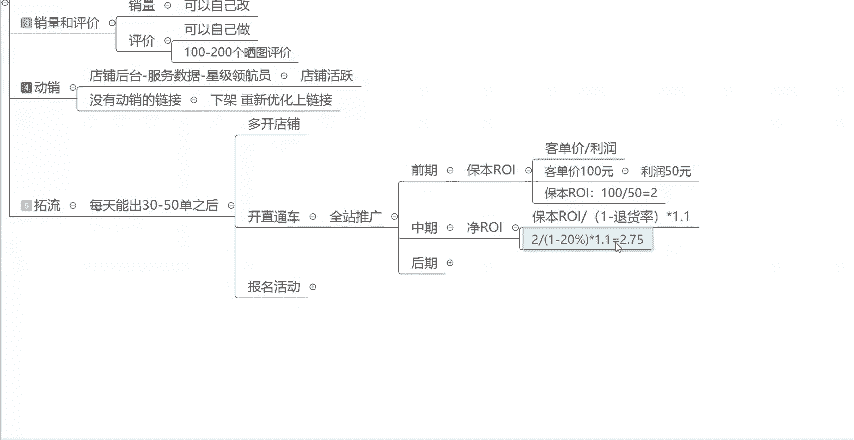 销量 可以自己改
3 销量和评价
评价 可以自己做
100-200个晒图评价
4 动销
店铺后台-服务数据-星级领航员 店铺活跃
没有动销的链接 下架 重新优化上链接
5 拓流 每天能出30-50单之后
多开店铺
开直通车 全站推广
前期 保本ROI
客单价/利润
客单价100元 利润50元
保本ROI：100/50=2
中期 净ROI
保本ROI/（1-退货率）*1.1
2/(1-20%)*1.1=2.75
后期
报名活动